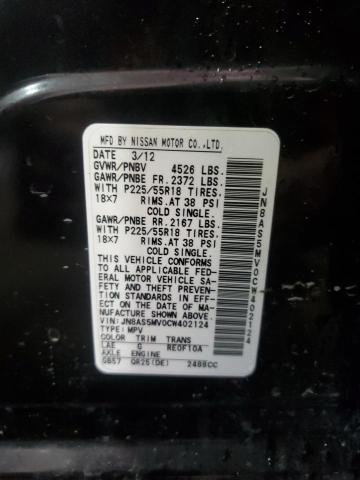 MFD BY NISSAN MOTOR CO.,LTD.
DATE 3/12
GVWR/PNBV 4526 LBS.
GAWR/PNBE FR.2372 LBS.
WITH P225/55R18 TIRES.
18x7 RIMS.AT 38 PSI
COLD SINGLE.
GAWR/PNBE RR.2167 LBS.
WITH P225/55R18 TIRES.
18x7 RIMS.AT 38 PSI
COLD SINGLE.
THIS VEHICLE CONFORMS
TO ALL APPLICABLE FED-
ERAL MOTOR VEHICLE SA-
FETY AND THEFT PREVEN-
TION STANDARDS IN EFF-
ECT ON THE DATE OF MA-
NUFACTURE SHOWN ABOVE.
VIN: JN8AS5MV0CW402124
TYPE: MPV
COLOR TRIM TRANS
LAE G RE0F10A
AXLE ENGINE
GB57 QR25(DE) 2488CC
JN8AS5MV0CW402124